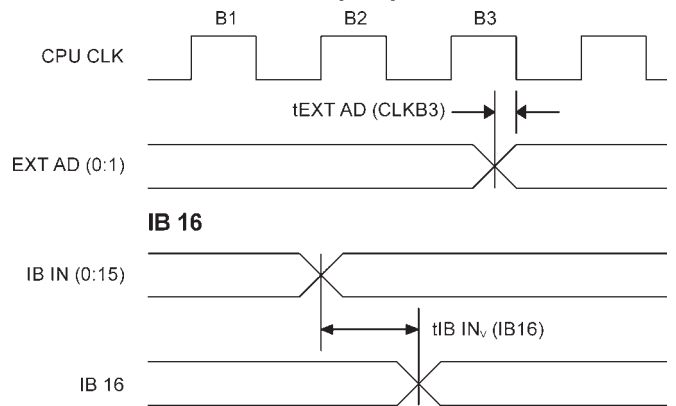 B1 B2 B3
CPU CLK
tEXT AD (CLKB3)
EXT AD (0:1)
IB 16
IB IN (0:15)
tIB INᵥ (IB16)
IB 16